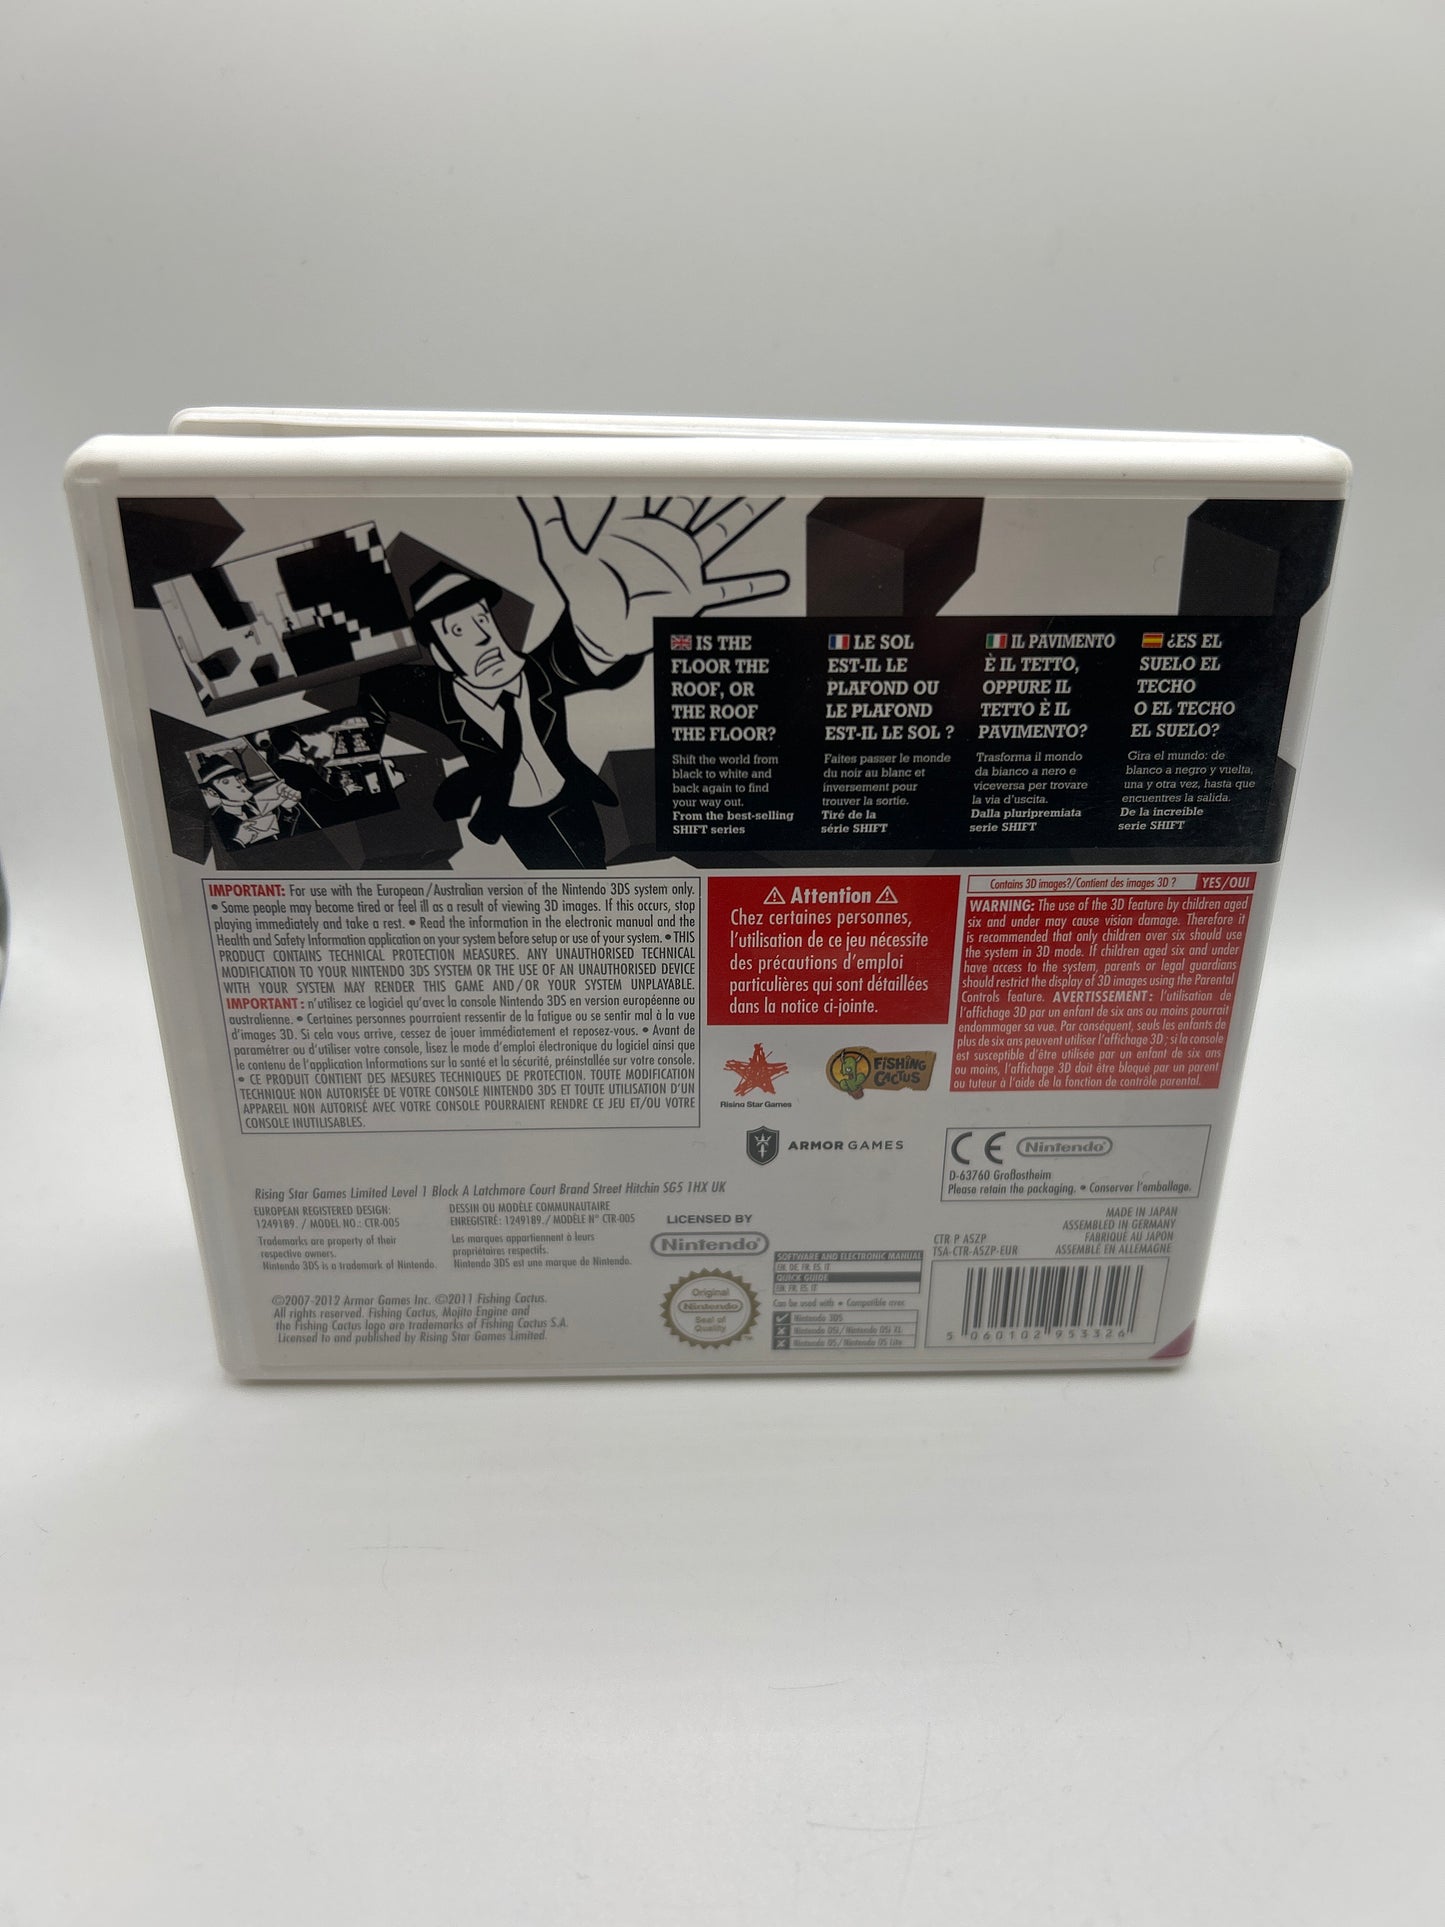 IS THE
FLOOR THE
ROOF, OR
THE ROOF
THE FLOOR?
Shift the world from
black to white and
back again to find
your way out.
From the best-selling
SHIFT series
LE SOL
EST-IL LE
PLAFOND OU
LE PLAFOND
EST-IL LE SOL ?
Faites passer le monde
du noir au blanc et
inversement pour
trouver la sortie.
Tiré de la
série SHIFT
IL PAVIMENTO
È IL TETTO,
OPPURE IL
TETTO È IL
PAVIMENTO?
Trasforma il mondo
da bianco a nero e
viceversa per trovare
la via d'uscita.
Dalla pluripremiata
serie SHIFT
¿ES EL
SUELO EL
TECHO
O EL TECHO
EL SUELO?
Gira el mundo: de
blanco a negro y vuelta,
una y otra vez, hasta que
encuentres la salida.
De la increíble
serie SHIFT
IMPORTANT: For use with the European/Australian version of the Nintendo 3DS system only.
• Some people may become tired or feel ill as a result of viewing 3D images. If this occurs, stop
playing immediately and take a rest. • Read the information in the electronic manual and the
Health and Safety Information application on your system before setup or use of your system. • THIS
PRODUCT CONTAINS TECHNICAL PROTECTION MEASURES. ANY UNAUTHORISED TECHNICAL
MODIFICATION TO YOUR NINTENDO 3DS SYSTEM OR THE USE OF AN UNAUTHORISED DEVICE
WITH YOUR SYSTEM MAY RENDER THIS GAME AND/OR YOUR SYSTEM UNPLAYABLE.
IMPORTANT : n'utilisez ce logiciel qu'avec la console Nintendo 3DS en version européenne ou
australienne. • Certaines personnes pourraient ressentir de la fatigue ou se sentir mal à la vue
d'images 3D. Si cela vous arrive, cessez de jouer immédiatement et reposez-vous. • Avant de
paramétrer ou d'utiliser votre console, lisez le mode d'emploi électronique du logiciel ainsi que
le contenu de l'application Informations sur la santé et la sécurité, préinstallée sur votre console.
• CE PRODUIT CONTIENT DES MESURES TECHNIQUES DE PROTECTION. TOUTE MODIFICATION
TECHNIQUE NON AUTORISÉE DE VOTRE CONSOLE NINTENDO 3DS ET TOUTE UTILISATION D'UN
APPAREIL NON AUTORISÉ AVEC VOTRE CONSOLE POURRAIENT RENDRE CE JEU ET/OU VOTRE
CONSOLE INUTILISABLES.
Attention
Chez certaines personnes,
l'utilisation de ce jeu nécessite
des précautions d'emploi
particulières qui sont détaillées
dans la notice ci-jointe.
Contains 3D images?/Contient des images 3D ? YES/OUI
WARNING: The use of the 3D feature by children aged
six and under may cause vision damage. Therefore it
is recommended that only children over six should use
the system in 3D mode. If children aged six and under
have access to the system, parents or legal guardians
should restrict the display of 3D images using the Parental
Controls feature. AVERTISSEMENT : l'utilisation de
l'affichage 3D par un enfant de six ans ou moins pourrait
endommager sa vue. Par conséquent, seuls les enfants de
plus de six ans peuvent utiliser l'affichage 3D ; si la console
est susceptible d'être utilisée par un enfant de six ans
ou moins, l'affichage 3D doit être bloqué par un parent
ou tuteur à l'aide de la fonction de contrôle parental.
Rising Star Games
FISHING
CACTUS
ARMOR GAMES
CE Nintendo
D-63760 Großostheim
Please retain the packaging. • Conserver l'emballage.
Rising Star Games Limited Level 1 Block A Latchmore Court Brand Street Hitchin SG5 1HX UK
EUROPEAN REGISTERED DESIGN:
1249189. / MODEL NO.: CTR-005
Trademarks are property of their
respective owners.
Nintendo 3DS is a trademark of Nintendo.
DESSIN OU MODÈLE COMMUNAUTAIRE
ENREGISTRÉ: 1249189./ MODÈLE N° CTR-005
Les marques appartiennent à leurs
propriétaires respectifs.
Nintendo 3DS est une marque de Nintendo.
©2007-2012 Armor Games Inc. ©2011 Fishing Cactus.
All rights reserved. Fishing Cactus, Mojito Engine and
the Fishing Cactus logo are trademarks of Fishing Cactus S.A.
Licensed to and published by Rising Star Games Limited.
LICENSED BY
Nintendo
Original
Nintendo
Seal of
Quality
TM
SOFTWARE AND ELECTRONIC MANUAL
EN, DE, FR, ES, IT
QUICK GUIDE
EN, FR, ES, IT
Can be used with • Compatible avec
Nintendo 3DS
Nintendo DSi/Nintendo DSi XL
Nintendo DS/Nintendo DS Lite
MADE IN JAPAN
ASSEMBLED IN GERMANY
FABRIQUÉ AU JAPON
ASSEMBLÉ EN ALLEMAGNE
CTR P ASZP
TSA-CTR-ASZP-EUR
5 060102 953326